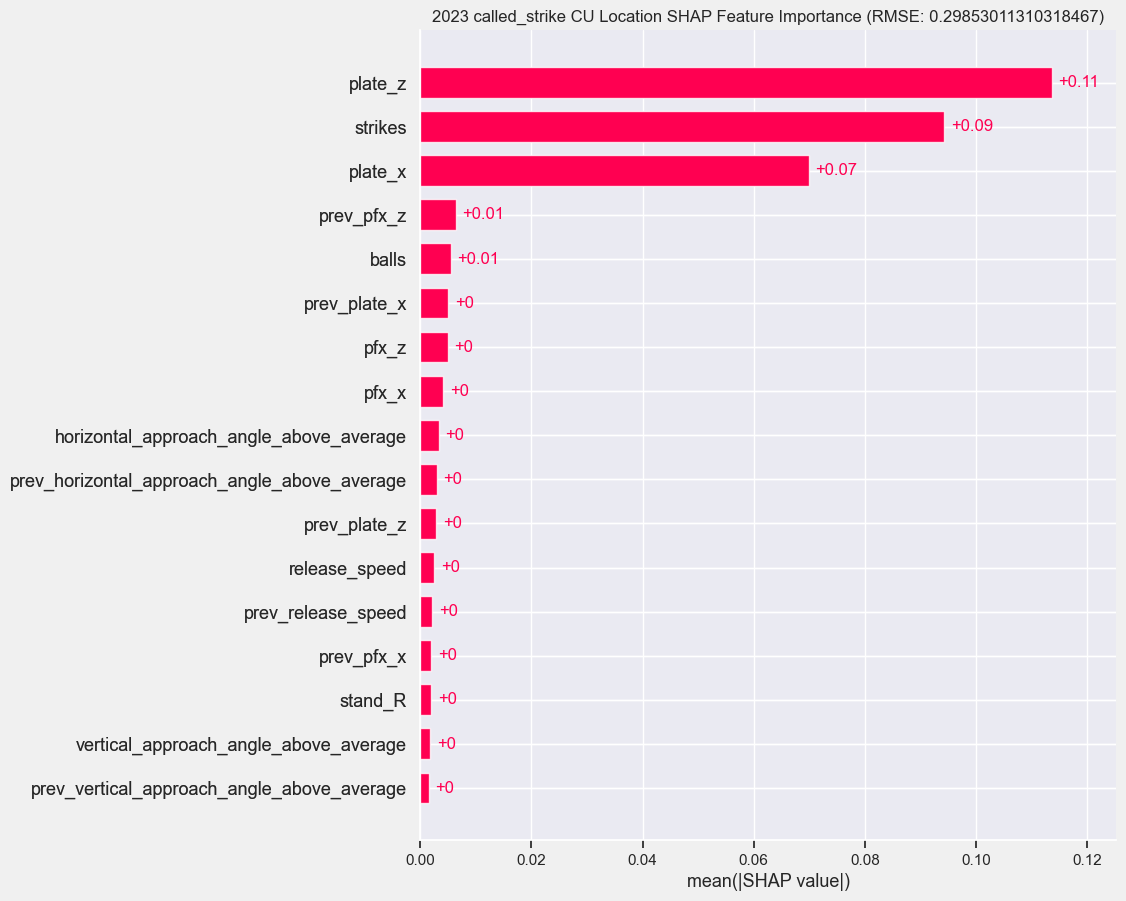 2023 called_strike CU Location SHAP Feature Importance (RMSE: 0.29853011310318467)
plate_z +0.11
strikes +0.09
plate_x +0.07
prev_pfx_z +0.01
balls +0.01
prev_plate_x +0
pfx_z +0
pfx_x +0
horizontal_approach_angle_above_average +0
prev_horizontal_approach_angle_above_average +0
prev_plate_z +0
release_speed +0
prev_release_speed +0
prev_pfx_x +0
stand_R +0
vertical_approach_angle_above_average +0
prev_vertical_approach_angle_above_average +0
0.00 0.02 0.04 0.06 0.08 0.10 0.12
mean(|SHAP value|)